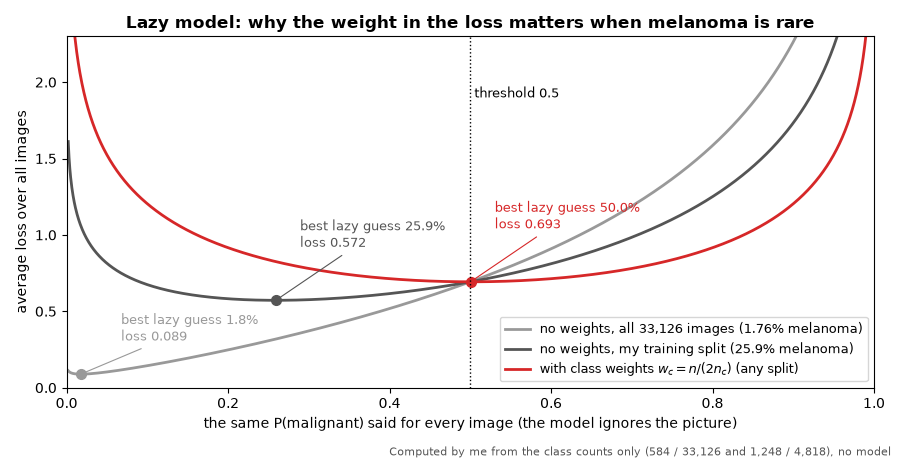 Lazy model: why the weight in the loss matters when melanoma is rare
average loss over all images
2.0
1.5
1.0
0.5
0.0
threshold 0.5
best lazy guess 50.0%
loss 0.693
best lazy guess 25.9%
loss 0.572
best lazy guess 1.8%
loss 0.089
no weights, all 33,126 images (1.76% melanoma)
no weights, my training split (25.9% melanoma)
with class weights w_c = n/(2n_c) (any split)
0.0 0.2 0.4 0.6 0.8 1.0
the same P(malignant) said for every image (the model ignores the picture)
Computed by me from the class counts only (584 / 33,126 and 1,248 / 4,818), no model